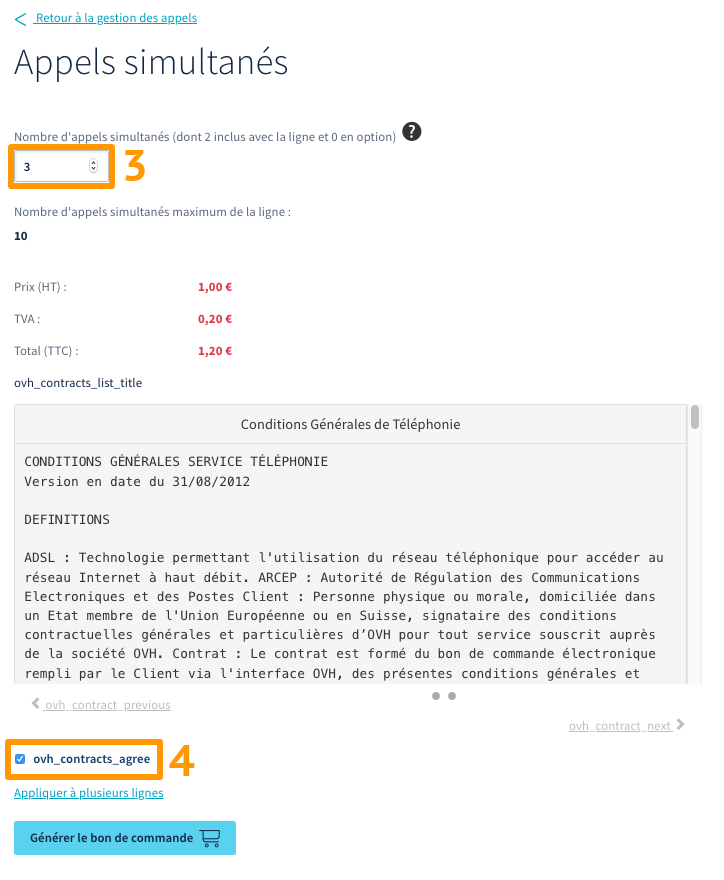 Retour à la gestion des appels
Appels simultanés
Nombre d'appels simultanés (dont 2 inclus avec la ligne et 0 en option) ?
3
3
Nombre d'appels simultanés maximum de la ligne :
10
Prix (HT) : 1,00 €
TVA : 0,20 €
Total (TTC) : 1,20 €
ovh_contracts_list_title
Conditions Générales de Téléphonie
CONDITIONS GÉNÉRALES SERVICE TÉLÉPHONIE
Version en date du 31/08/2012
DEFINITIONS
ADSL : Technologie permettant l'utilisation du réseau téléphonique pour accéder au
réseau Internet à haut débit. ARCEP : Autorité de Régulation des Communications
Electroniques et des Postes Client : Personne physique ou morale, domiciliée dans
un Etat membre de l'Union Européenne ou en Suisse, signataire des conditions
contractuelles générales et particulières d’OVH pour tout service souscrit auprès
de la société OVH. Contrat : Le contrat est formé du bon de commande électronique
rempli par le Client via l'interface OVH, des présentes conditions générales et
ovh_contract_previous
ovh_contract_next
ovh_contracts_agree
4
Appliquer à plusieurs lignes
Générer le bon de commande